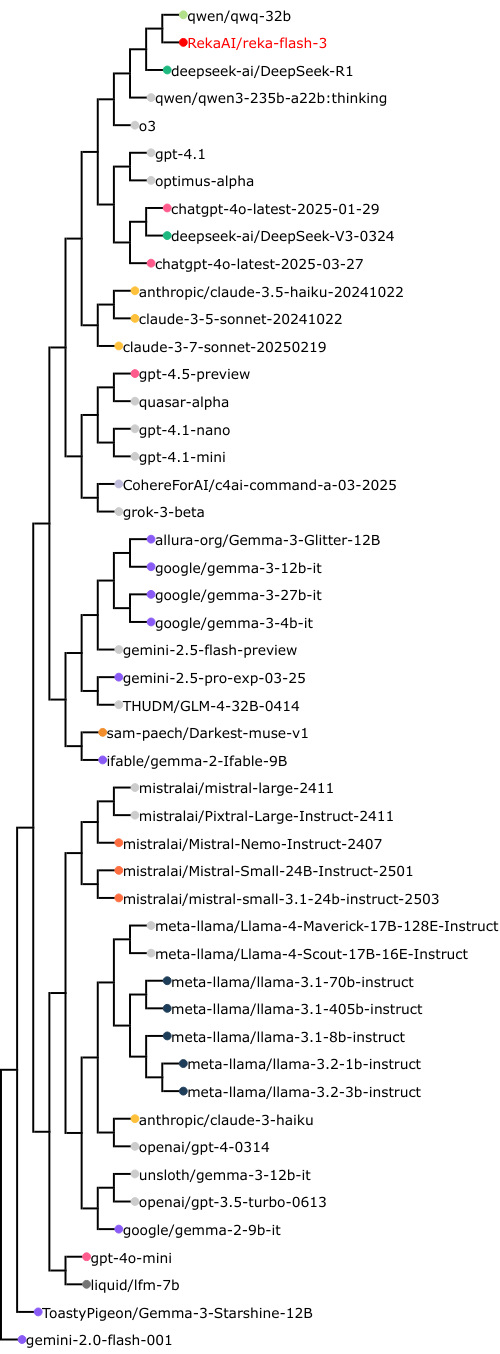 qwen/qwq-32b
RekaAI/reka-flash-3
deepseek-ai/DeepSeek-R1
qwen/qwen3-235b-a22b:thinking
o3
gpt-4.1
optimus-alpha
chatgpt-4o-latest-2025-01-29
deepseek-ai/DeepSeek-V3-0324
chatgpt-4o-latest-2025-03-27
anthropic/claude-3.5-haiku-20241022
claude-3-5-sonnet-20241022
claude-3-7-sonnet-20250219
gpt-4.5-preview
quasar-alpha
gpt-4.1-nano
gpt-4.1-mini
CohereForAI/c4ai-command-a-03-2025
grok-3-beta
allura-org/Gemma-3-Glitter-12B
google/gemma-3-12b-it
google/gemma-3-27b-it
google/gemma-3-4b-it
gemini-2.5-flash-preview
gemini-2.5-pro-exp-03-25
THUDM/GLM-4-32B-0414
sam-paech/Darkest-muse-v1
ifable/gemma-2-Ifable-9B
mistralai/mistral-large-2411
mistralai/Pixtral-Large-Instruct-2411
mistralai/Mistral-Nemo-Instruct-2407
mistralai/Mistral-Small-24B-Instruct-2501
mistralai/mistral-small-3.1-24b-instruct-2503
meta-llama/Llama-4-Maverick-17B-128E-Instruct
meta-llama/Llama-4-Scout-17B-16E-Instruct
meta-llama/llama-3.1-70b-instruct
meta-llama/llama-3.1-405b-instruct
meta-llama/llama-3.1-8b-instruct
meta-llama/llama-3.2-1b-instruct
meta-llama/llama-3.2-3b-instruct
anthropic/claude-3-haiku
openai/gpt-4-0314
unsloth/gemma-3-12b-it
openai/gpt-3.5-turbo-0613
google/gemma-2-9b-it
gpt-4o-mini
liquid/lfm-7b
ToastyPigeon/Gemma-3-Starshine-12B
gemini-2.0-flash-001